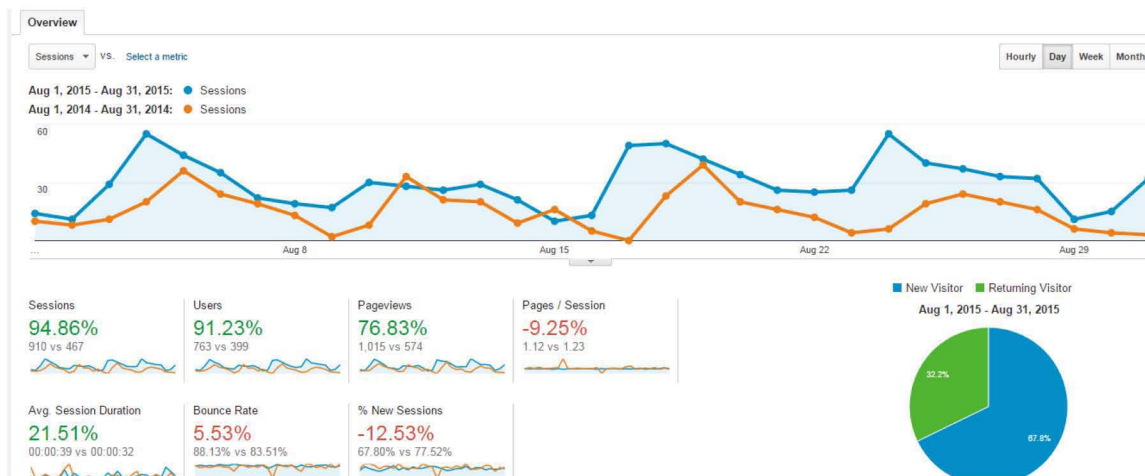 Overview
Sessions VS. Select a metric
Hourly Day Week Month
Aug 1, 2015 - Aug 31, 2015: Sessions
Aug 1, 2014 - Aug 31, 2014: Sessions
60
30
... Aug 8 Aug 15 Aug 22 Aug 29
New Visitor Returning Visitor
Aug 1, 2015 - Aug 31, 2015
Sessions Users Pageviews Pages / Session
94.86% 91.23% 76.83% -9.25%
910 vs 467 763 vs 399 1,015 vs 574 1.12 vs 1.23
32.2%
67.8%
Avg. Session Duration Bounce Rate % New Sessions
21.51% 5.53% -12.53%
00:00:39 vs 00:00:32 88.13% vs 83.51% 67.80% vs 77.52%